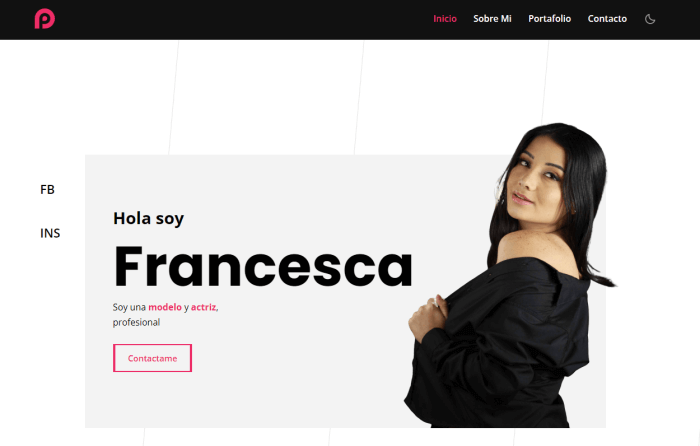 Inicio Sobre Mi Portafolio Contacto
FB
INS
Hola soy
Francesca
Soy una modelo y actriz,
profesional
Contactame